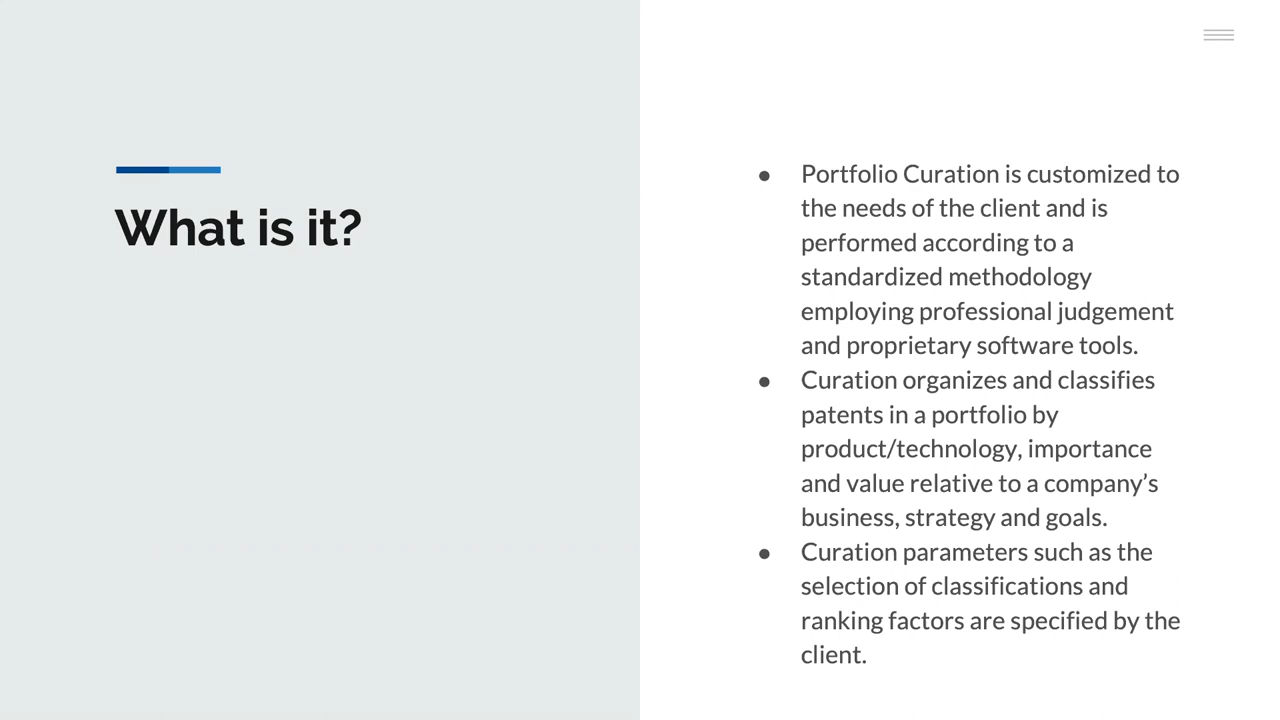 What is it?
● Portfolio Curation is customized to
the needs of the client and is
performed according to a
standardized methodology
employing professional judgement
and proprietary software tools.
● Curation organizes and classifies
patents in a portfolio by
product/technology, importance
and value relative to a company’s
business, strategy and goals.
● Curation parameters such as the
selection of classifications and
ranking factors are specified by the
client.